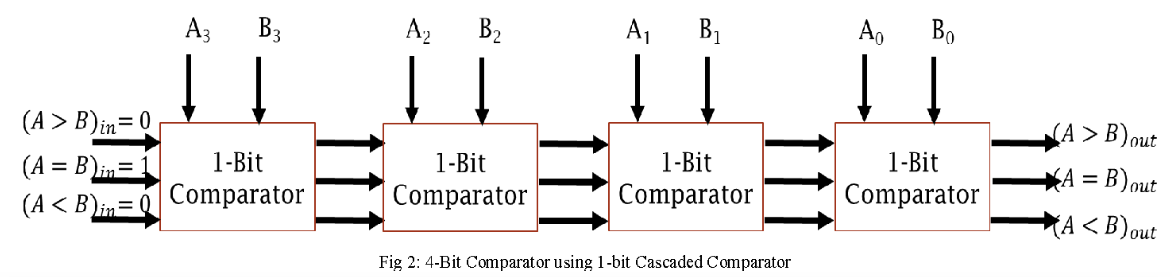 A₃ B₃ A₂ B₂ A₁ B₁ A₀ B₀
(A > B)ᵢₙ= 0
(A = B)ᵢₙ= 1
(A < B)ᵢₙ= 0
1-Bit
Comparator
1-Bit
Comparator
1-Bit
Comparator
1-Bit
Comparator
(A > B)ₒᵤₜ
(A = B)ₒᵤₜ
(A < B)ₒᵤₜ
Fig 2: 4-Bit Comparator using 1-bit Cascaded Comparator